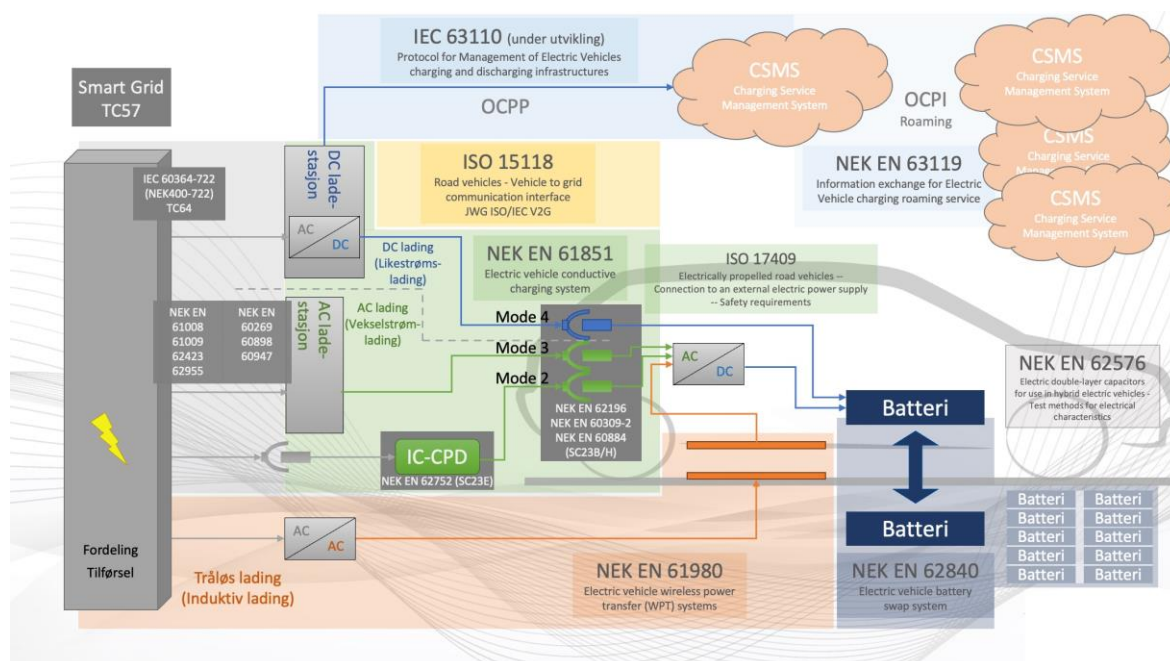 IEC 63110 (under utvikling)
Protocol for Management of Electric Vehicles
charging and discharging infrastructures
OCPP
CSMS
Charging Service
Management System
OCPI
Roaming
CSMS
Charging Service
Management System
CSMS
Charging Service
CSMS
Charging Service
Management System
NEK EN 63119
Information exchange for Electric
Vehicle charging roaming service
Smart Grid
TC57
IEC 60364-722
(NEK400-722)
TC64
DC lade-
stasjon
AC
DC
ISO 15118
Road vehicles - Vehicle to grid
communication interface
JWG ISO/IEC V2G
DC lading
(Likestrøms-
lading)
NEK EN 61851
Electric vehicle conductive
charging system
ISO 17409
Electrically propelled road vehicles --
Connection to an external electric power supply
-- Safety requirements
NEK EN
61008
61009
62423
62955
NEK EN
60269
60898
60947
AC lade-
stasjon
AC lading
(Vekselstrøm-
lading)
Mode 4
Mode 3
Mode 2
AC
DC
NEK EN 62196
NEK EN 60309-2
NEK EN 60884
(SC23B/H)
NEK EN 62576
Electric double-layer capacitors
for use in hybrid electric vehicles -
Test methods for electrical
characteristics
Batteri
IC-CPD
NEK EN 62752 (SC23E)
Batteri
Batteri Batteri
Batteri Batteri
Batteri Batteri
Batteri Batteri
Batteri Batteri
AC
AC
Fordeling
Tilførsel
Tråløs lading
(Induktiv lading)
NEK EN 61980
Electric vehicle wireless power
transfer (WPT) systems
NEK EN 62840
Electric vehicle battery
swap system